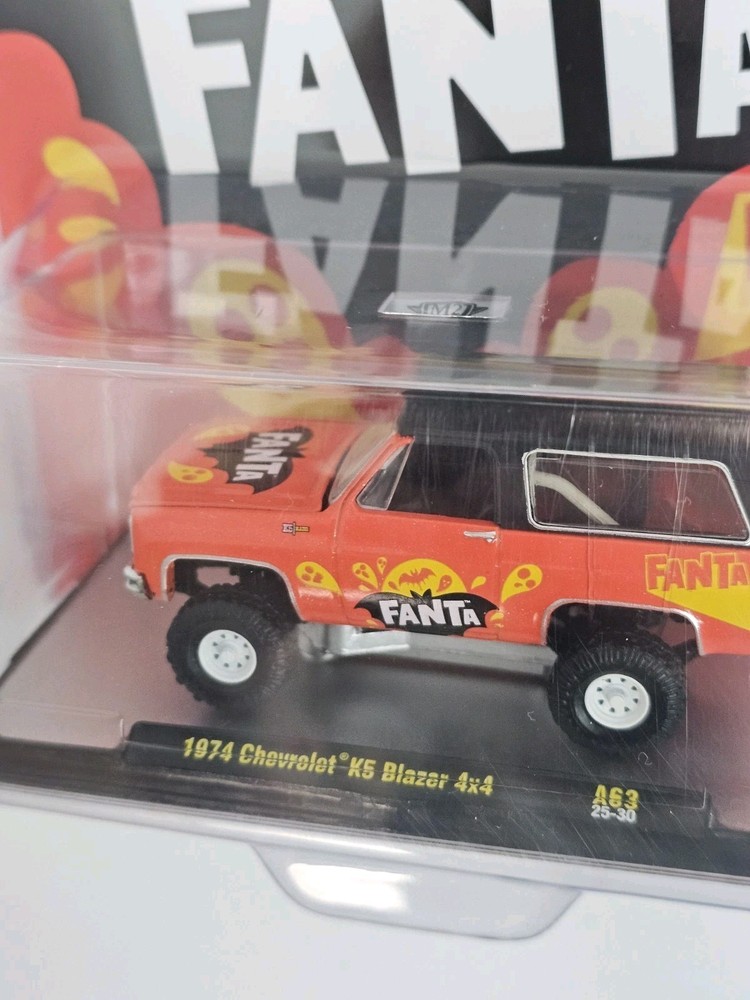 FANTA
M2
FANTA
FANTA
FANTA
1974 Chevrolet® K5 Blazer 4x4
A63
25-30